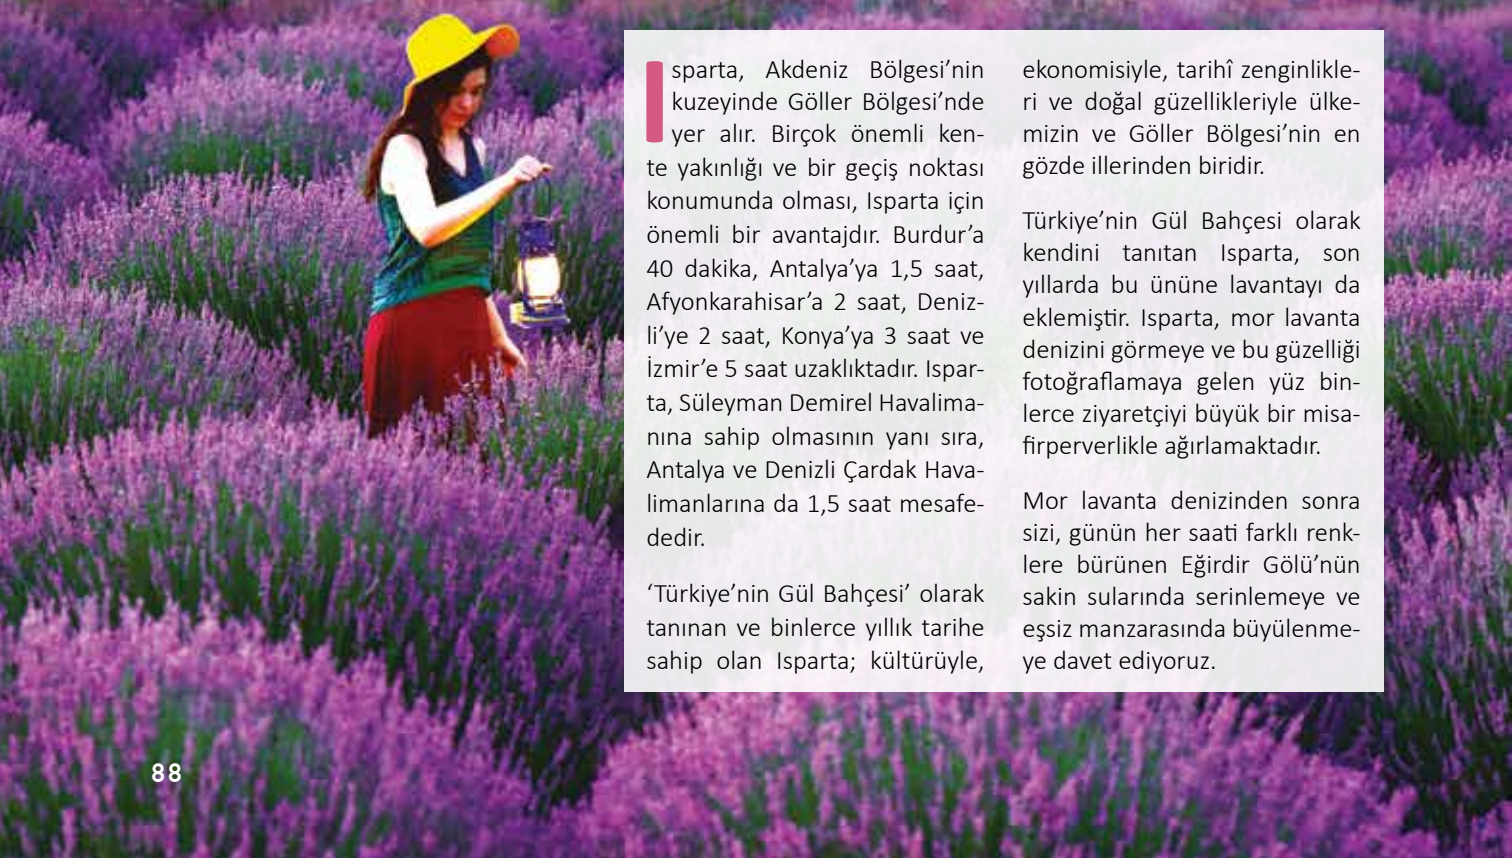 Isparta, Akdeniz Bölgesi’nin
kuzeyinde Göller Bölgesi’nde
yer alır. Birçok önemli ken-
te yakınlığı ve bir geçiş noktası
konumunda olması, Isparta için
önemli bir avantajdır. Burdur’a
40 dakika, Antalya’ya 1,5 saat,
Afyonkarahisar’a 2 saat, Deniz-
li’ye 2 saat, Konya’ya 3 saat ve
İzmir’e 5 saat uzaklıktadır. Ispar-
ta, Süleyman Demirel Havalima-
nına sahip olmasının yanı sıra,
Antalya ve Denizli Çardak Hava-
limanlarına da 1,5 saat mesafe-
dedir.
‘Türkiye’nin Gül Bahçesi’ olarak
tanınan ve binlerce yıllık tarihe
sahip olan Isparta; kültürüyle,
ekonomisiyle, tarihî zenginlikle-
ri ve doğal güzellikleriyle ülke-
mizin ve Göller Bölgesi’nin en
gözde illerinden biridir.
Türkiye’nin Gül Bahçesi olarak
kendini tanıtan Isparta, son
yıllarda bu ününe lavantayı da
eklemiştir. Isparta, mor lavanta
denizini görmeye ve bu güzelliği
fotoğraflamaya gelen yüz bin-
lerce ziyaretçiyi büyük bir misa-
firperverlikle ağırlamaktadır.
Mor lavanta denizinden sonra
sizi, günün her saati farklı renk-
lere bürünen Eğirdir Gölü’nün
sakin sularında serinlemeye ve
eşsiz manzarasında büyülenme-
ye davet ediyoruz.
88